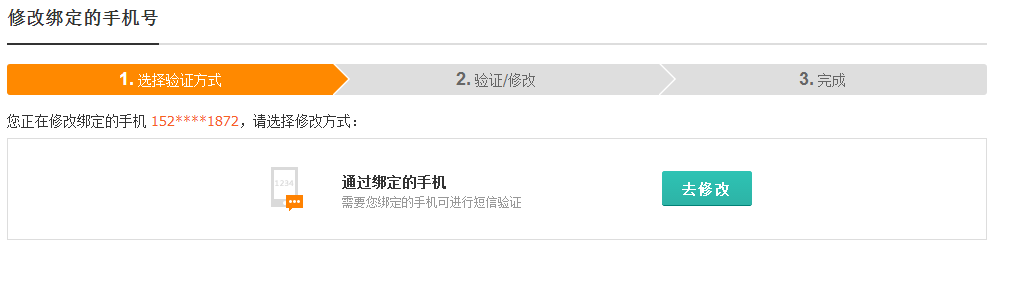 修改绑定的手机号
1. 选择验证方式
2. 验证/修改
3. 完成
您正在修改绑定的手机 152****1872，请选择修改方式：
1234
通过绑定的手机
需要您绑定的手机可进行短信验证
去修改